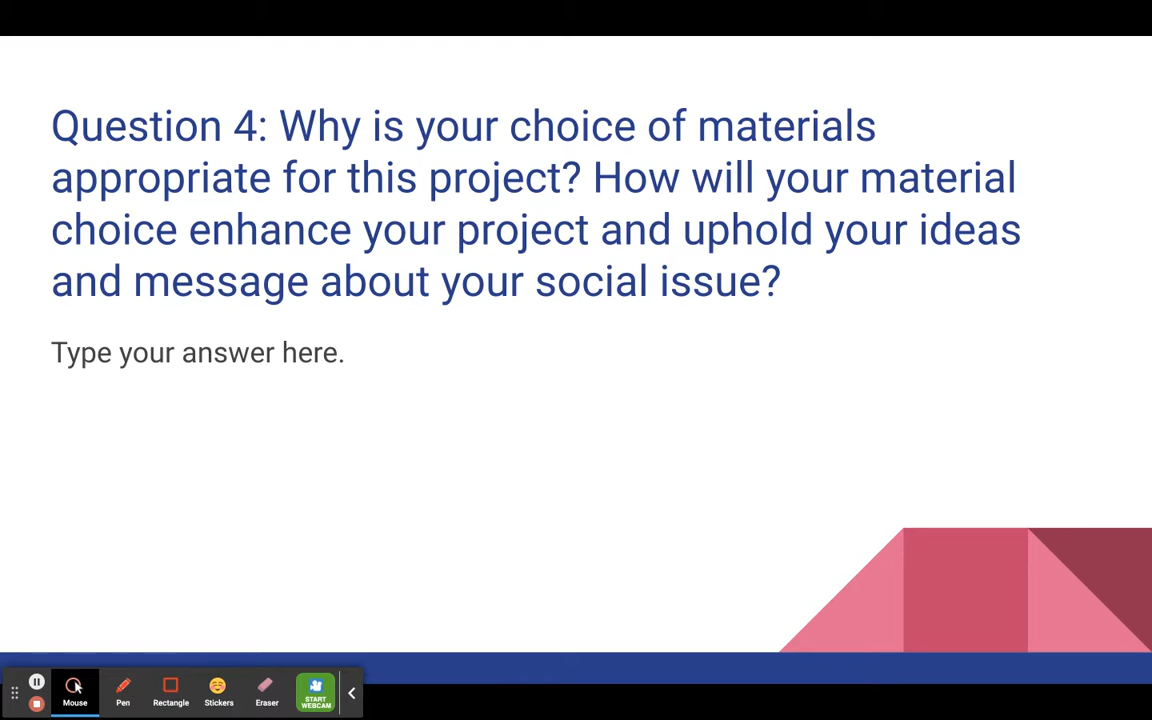 Question 4: Why is your choice of materials
appropriate for this project? How will your material
choice enhance your project and uphold your ideas
and message about your social issue?
Type your answer here.
Mouse
Pen
Rectangle
Stickers
Eraser
START
WEBCAM